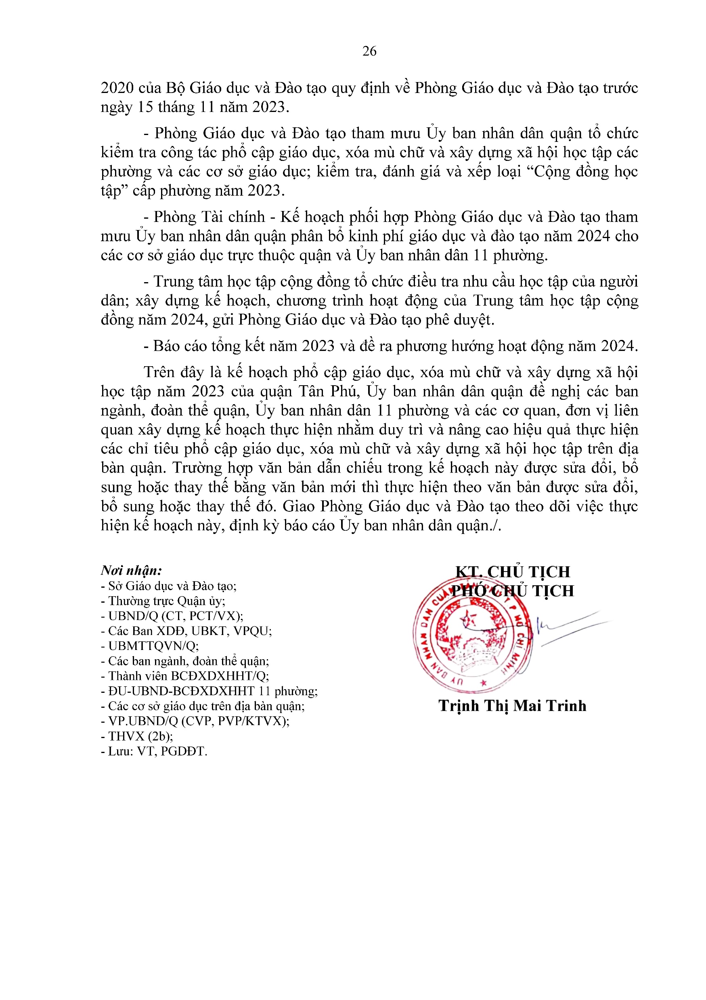 26
2020 của Bộ Giáo dục và Đào tạo quy định về Phòng Giáo dục và Đào tạo trước
ngày 15 tháng 11 năm 2023.
- Phòng Giáo dục và Đào tạo tham mưu Ủy ban nhân dân quận tổ chức
kiểm tra công tác phổ cập giáo dục, xóa mù chữ và xây dựng xã hội học tập các
phường và các cơ sở giáo dục; kiểm tra, đánh giá và xếp loại “Cộng đồng học
tập” cấp phường năm 2023.
- Phòng Tài chính - Kế hoạch phối hợp Phòng Giáo dục và Đào tạo tham
mưu Ủy ban nhân dân quận phân bổ kinh phí giáo dục và đào tạo năm 2024 cho
các cơ sở giáo dục trực thuộc quận và Ủy ban nhân dân 11 phường.
- Trung tâm học tập cộng đồng tổ chức điều tra nhu cầu học tập của người
dân; xây dựng kế hoạch, chương trình hoạt động của Trung tâm học tập cộng
đồng năm 2024, gửi Phòng Giáo dục và Đào tạo phê duyệt.
- Báo cáo tổng kết năm 2023 và đề ra phương hướng hoạt động năm 2024.
Trên đây là kế hoạch phổ cập giáo dục, xóa mù chữ và xây dựng xã hội
học tập năm 2023 của quận Tân Phú, Ủy ban nhân dân quận đề nghị các ban
ngành, đoàn thể quận, Ủy ban nhân dân 11 phường và các cơ quan, đơn vị liên
quan xây dựng kế hoạch thực hiện nhằm duy trì và nâng cao hiệu quả thực hiện
các chỉ tiêu phổ cập giáo dục, xóa mù chữ và xây dựng xã hội học tập trên địa
bàn quận. Trường hợp văn bản dẫn chiếu trong kế hoạch này được sửa đổi, bổ
sung hoặc thay thế bằng văn bản mới thì thực hiện theo văn bản được sửa đổi,
bổ sung hoặc thay thế đó. Giao Phòng Giáo dục và Đào tạo theo dõi việc thực
hiện kế hoạch này, định kỳ báo cáo Ủy ban nhân dân quận./.
Nơi nhận:
- Sở Giáo dục và Đào tạo;
- Thường trực Quận ủy;
- UBND/Q (CT, PCT/VX);
- Các Ban XDĐ, UBKT, VPQU;
- UBMTTQVN/Q;
- Các ban ngành, đoàn thể quận;
- Thành viên BCĐXDXHHT/Q;
- ĐU-UBND-BCĐXDXHHT 11 phường;
- Các cơ sở giáo dục trên địa bàn quận;
- VP.UBND/Q (CVP, PVP/KTVX);
- THVX (2b);
- Lưu: VT, PGDĐT.
KT. CHỦ TỊCH
PHÓ CHỦ TỊCH
ỦY BAN NHÂN DÂN QUẬN TÂN PHÚ T.P HỒ CHÍ MINH
Trịnh Thị Mai Trinh